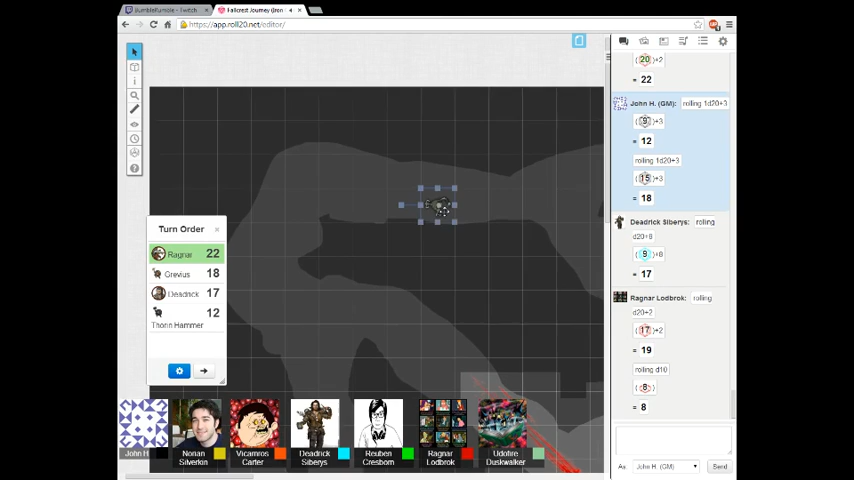 BumbleRumble - Twitch
Fallcrest Journey (Iron
https://app.roll20.net/editor/
(20)+2
= 22
John H. (GM): rolling 1d20+3
(9)+3
= 12
rolling 1d20+3
(15)+3
= 18
Deadrick Siberys: rolling
d20+8
(9)+8
= 17
Ragnar Lodbrok: rolling
d20+2
(17)+2
= 19
rolling d10
(8)
= 8
As: John H. (GM)
Send
Turn Order
Ragnar 22
Grevius 18
Deadrick 17
12
Thorin Hammer
John H
Norian
Silverkin
Vicamros
Carter
Deadrick
Siberys
Reuben
Cresborn
Ragnar
Lodbrok
Udofire
Duskwalker